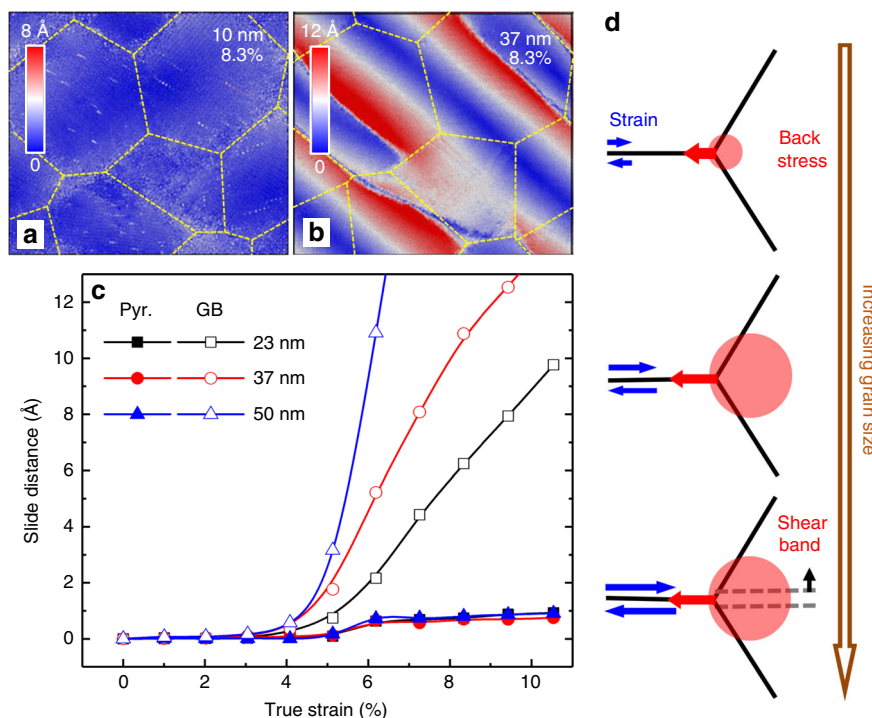 8 Å
0
10 nm
8.3%
a
12 Å
0
37 nm
8.3%
b
c
Pyr. GB
23 nm
37 nm
50 nm
12
10
8
6
4
2
0
Slide distance (Å)
0 2 4 6 8 10
True strain (%)
d
Strain
Back
stress
Shear
band
Increasing grain size